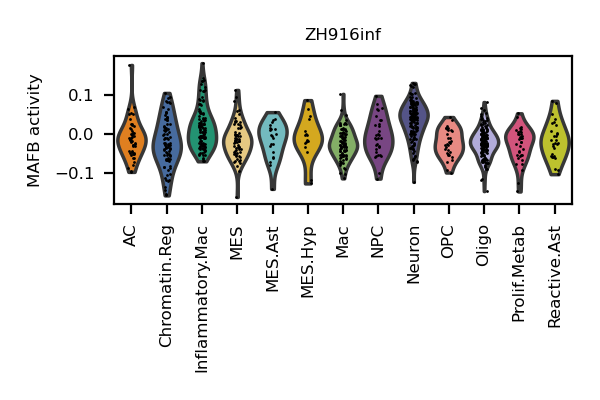 ZH916inf
MAFB activity
0.1
0.0
−0.1
AC
Chromatin.Reg
Inflammatory.Mac
MES
MES.Ast
MES.Hyp
Mac
NPC
Neuron
OPC
Oligo
Prolif.Metab
Reactive.Ast